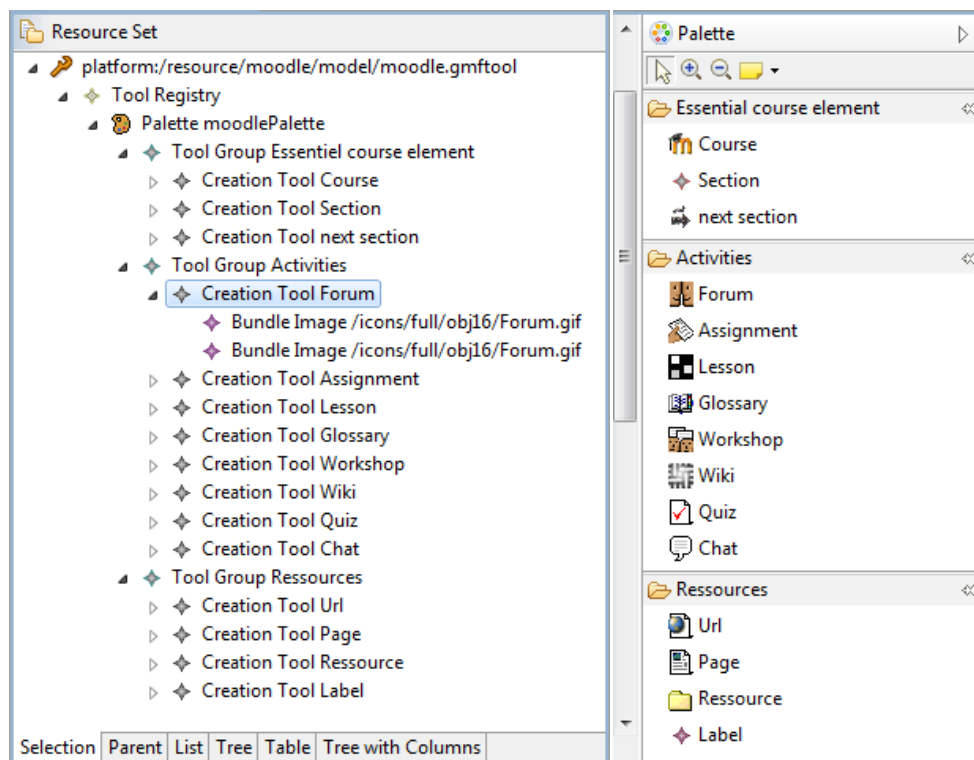 Resource Set
platform:/resource/moodle/model/moodle.gmftool
Tool Registry
Palette moodlePalette
Tool Group Essentiel course element
Creation Tool Course
Creation Tool Section
Creation Tool next section
Tool Group Activities
Creation Tool Forum
Bundle Image /icons/full/obj16/Forum.gif
Bundle Image /icons/full/obj16/Forum.gif
Creation Tool Assignment
Creation Tool Lesson
Creation Tool Glossary
Creation Tool Workshop
Creation Tool Wiki
Creation Tool Quiz
Creation Tool Chat
Tool Group Ressources
Creation Tool Url
Creation Tool Page
Creation Tool Ressource
Creation Tool Label
Selection Parent List Tree Table Tree with Columns
Palette
Essential course element
Course
Section
next section
Activities
Forum
Assignment
Lesson
Glossary
Workshop
Wiki
Quiz
Chat
Ressources
Url
Page
Ressource
Label